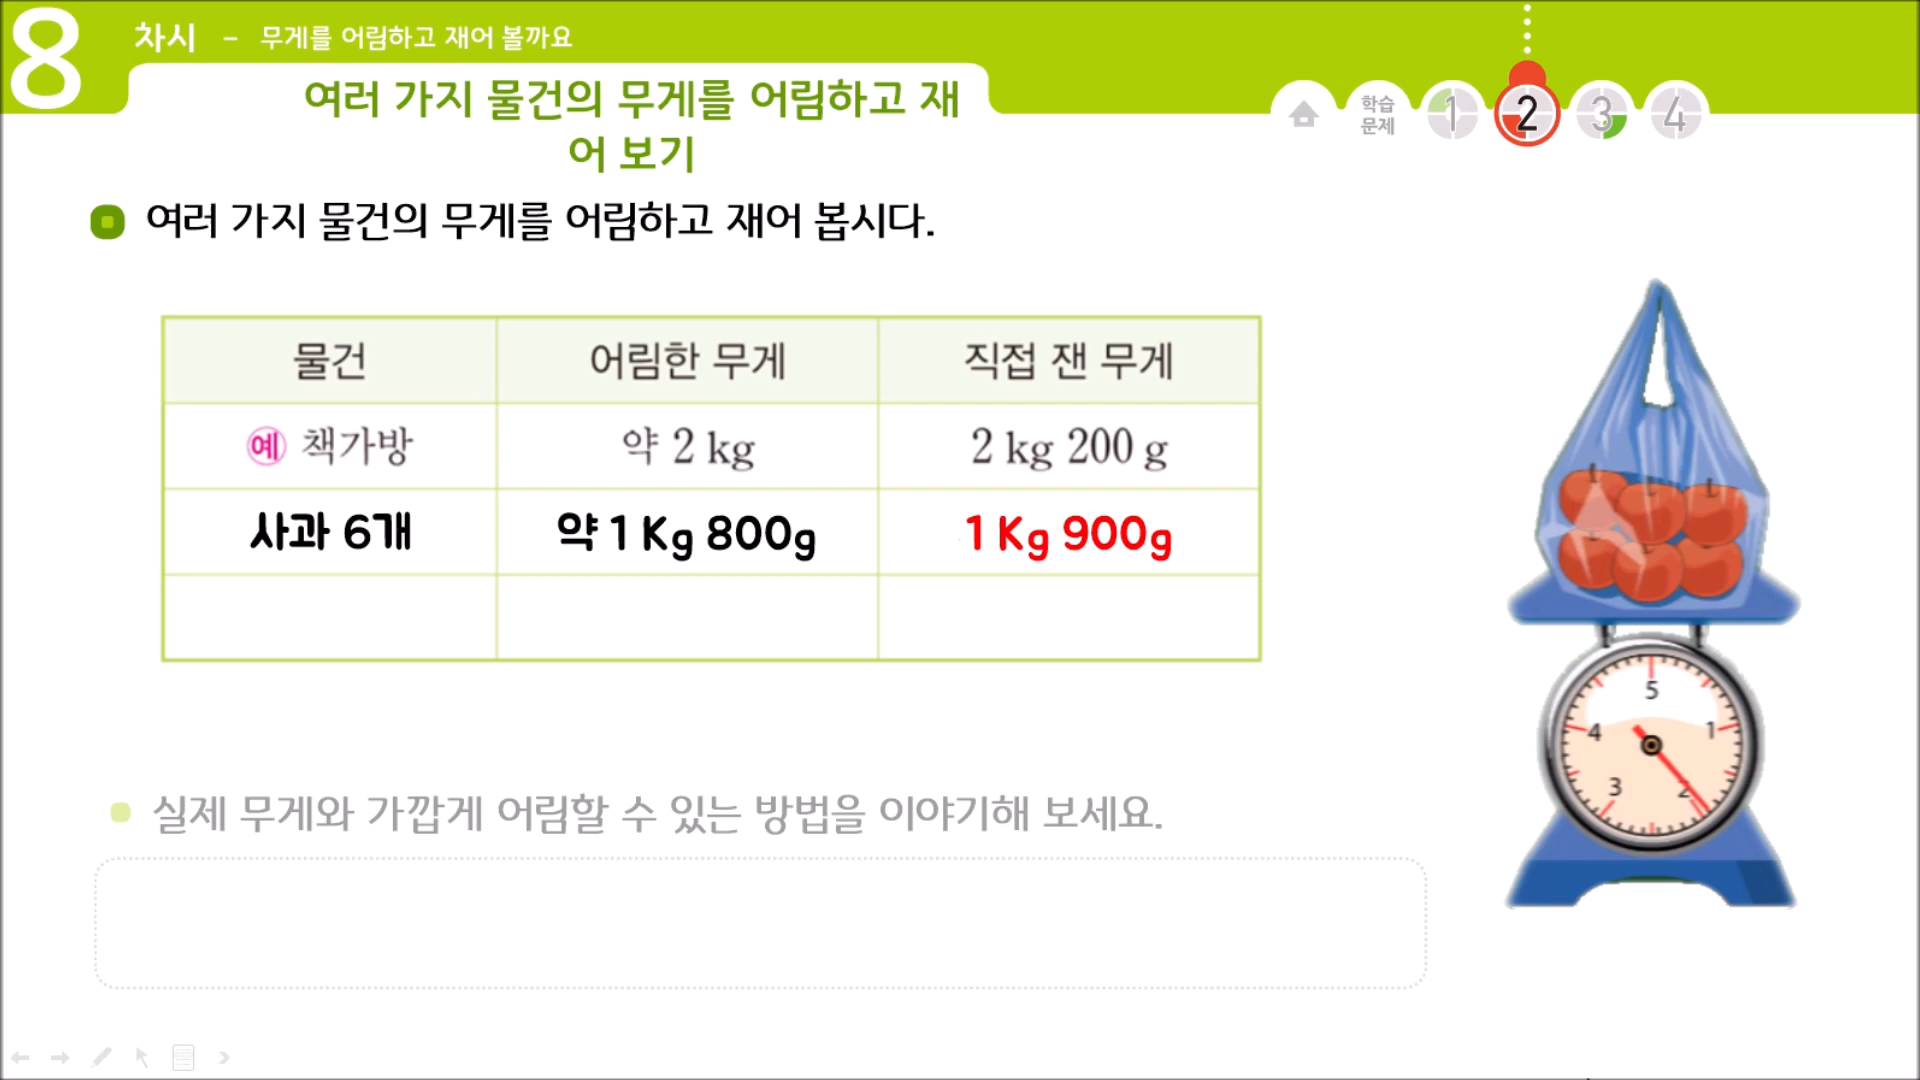 8
차시 - 무게를 어림하고 재어 볼까요
여러 가지 물건의 무게를 어림하고 재
어 보기
학습
문제
1
2
3
4
여러 가지 물건의 무게를 어림하고 재어 봅시다.
물건 어림한 무게 직접 잰 무게
예 책가방 약 2 kg 2 kg 200 g
사과 6개 약 1 Kg 800g 1 Kg 900g
5
4 1
3 2
실제 무게와 가깝게 어림할 수 있는 방법을 이야기해 보세요.